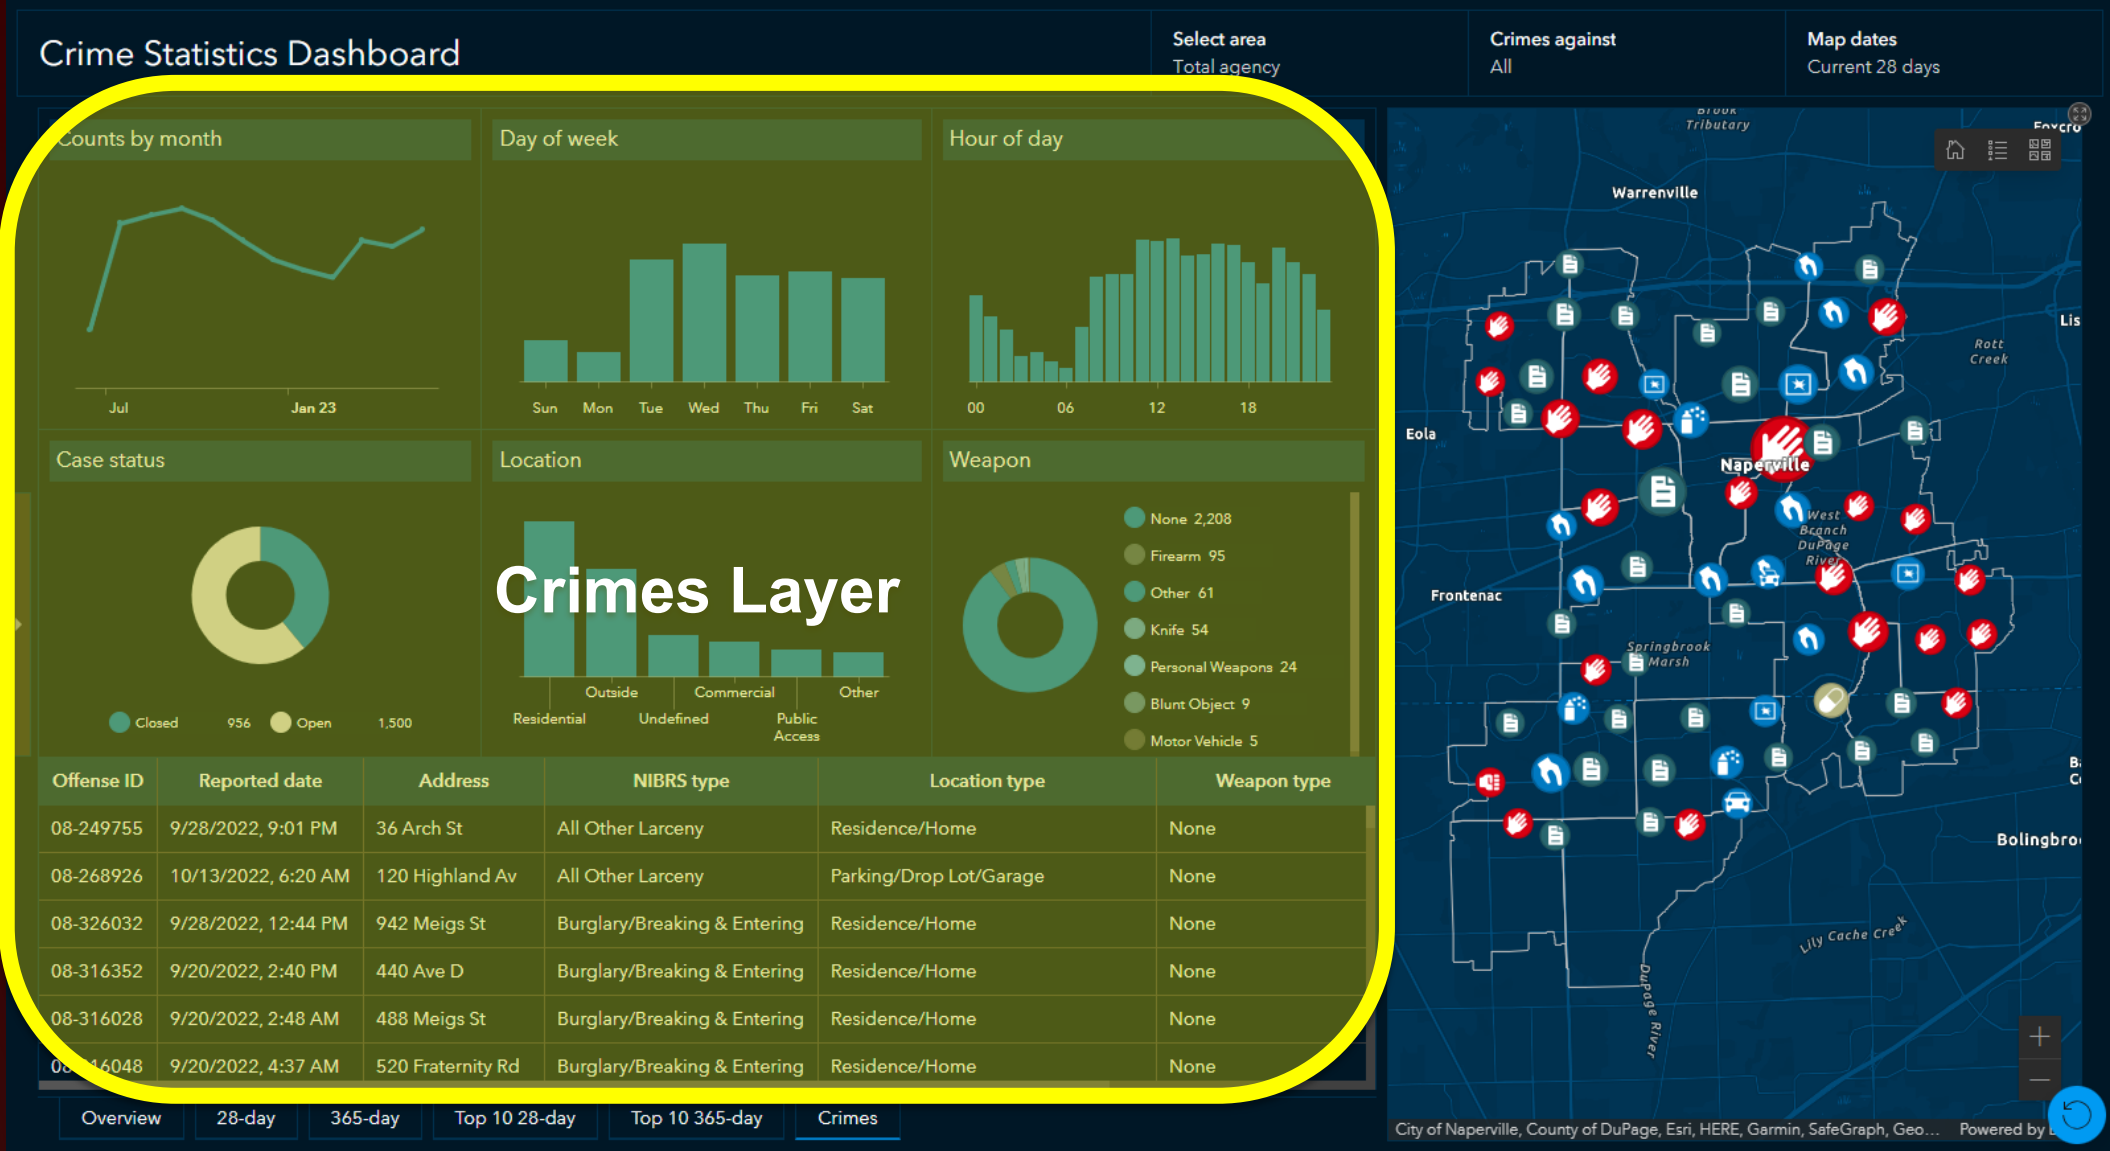 Crime Statistics Dashboard
Select area
Total agency
Crimes against
All
Map dates
Current 28 days
Counts by month
Jul
Jan 23
Day of week
Sun Mon Tue Wed Thu Fri Sat
Hour of day
00 06 12 18
Case status
Closed 956 Open 1,500
Location
Outside Commercial Other
Residential Undefined Public
Access
Crimes Layer
Weapon
None 2,208
Firearm 95
Other 61
Knife 54
Personal Weapons 24
Blunt Object 9
Motor Vehicle 5
Offense ID Reported date Address NIBRS type Location type Weapon type
08-249755 9/28/2022, 9:01 PM 36 Arch St All Other Larceny Residence/Home None
08-268926 10/13/2022, 6:20 AM 120 Highland Av All Other Larceny Parking/Drop Lot/Garage None
08-326032 9/28/2022, 12:44 PM 942 Meigs St Burglary/Breaking & Entering Residence/Home None
08-316352 9/20/2022, 2:40 PM 440 Ave D Burglary/Breaking & Entering Residence/Home None
08-316028 9/20/2022, 2:48 AM 488 Meigs St Burglary/Breaking & Entering Residence/Home None
9/20/2022, 4:37 AM 520 Fraternity Rd Burglary/Breaking & Entering Residence/Home None
Overview 28-day 365-day Top 10 28-day Top 10 365-day Crimes
Brook
Tributary
Foxcro
Warrenville
Lis
Rott
Creek
Eola
Naperville
West
Branch
DuPage
River
Frontenac
Springbrook
Marsh
Bolingbro
Lily Cache Creek
DuPage River
City of Naperville, County of DuPage, Esri, HERE, Garmin, SafeGraph, Geo... Powered by